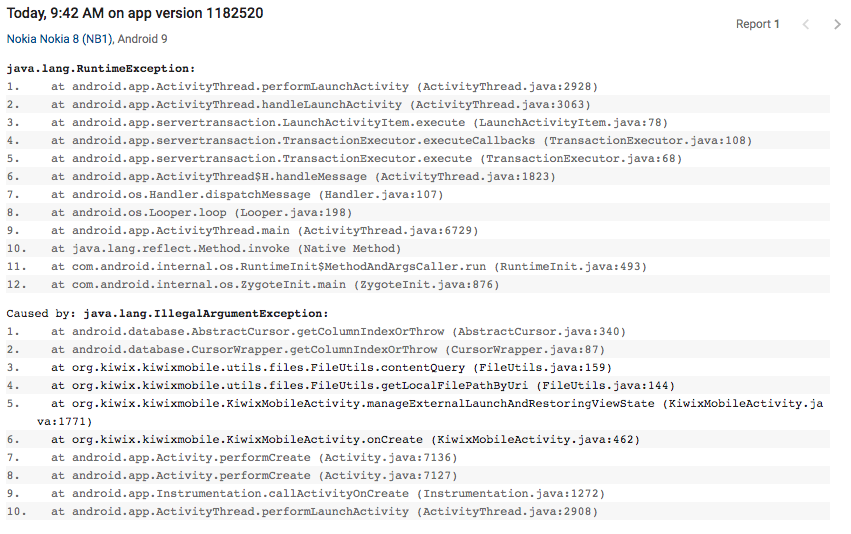 Today, 9:42 AM on app version 1182520
Report 1
Nokia Nokia 8 (NB1), Android 9
java.lang.RuntimeException:
1. at android.app.ActivityThread.performLaunchActivity (ActivityThread.java:2928)
2. at android.app.ActivityThread.handleLaunchActivity (ActivityThread.java:3063)
3. at android.app.servertransaction.LaunchActivityItem.execute (LaunchActivityItem.java:78)
4. at android.app.servertransaction.TransactionExecutor.executeCallbacks (TransactionExecutor.java:108)
5. at android.app.servertransaction.TransactionExecutor.execute (TransactionExecutor.java:68)
6. at android.app.ActivityThread$H.handleMessage (ActivityThread.java:1823)
7. at android.os.Handler.dispatchMessage (Handler.java:107)
8. at android.os.Looper.loop (Looper.java:198)
9. at android.app.ActivityThread.main (ActivityThread.java:6729)
10. at java.lang.reflect.Method.invoke (Native Method)
11. at com.android.internal.os.RuntimeInit$MethodAndArgsCaller.run (RuntimeInit.java:493)
12. at com.android.internal.os.ZygoteInit.main (ZygoteInit.java:876)
Caused by: java.lang.IllegalArgumentException:
1. at android.database.AbstractCursor.getColumnIndexOrThrow (AbstractCursor.java:340)
2. at android.database.CursorWrapper.getColumnIndexOrThrow (CursorWrapper.java:87)
3. at org.kiwix.kiwixmobile.utils.files.FileUtils.contentQuery (FileUtils.java:159)
4. at org.kiwix.kiwixmobile.utils.files.FileUtils.getLocalFilePathByUri (FileUtils.java:144)
5. at org.kiwix.kiwixmobile.KiwixMobileActivity.manageExternalLaunchAndRestoringViewState (KiwixMobileActivity.ja
va:1771)
6. at org.kiwix.kiwixmobile.KiwixMobileActivity.onCreate (KiwixMobileActivity.java:462)
7. at android.app.Activity.performCreate (Activity.java:7136)
8. at android.app.Activity.performCreate (Activity.java:7127)
9. at android.app.Instrumentation.callActivityOnCreate (Instrumentation.java:1272)
10. at android.app.ActivityThread.performLaunchActivity (ActivityThread.java:2908)